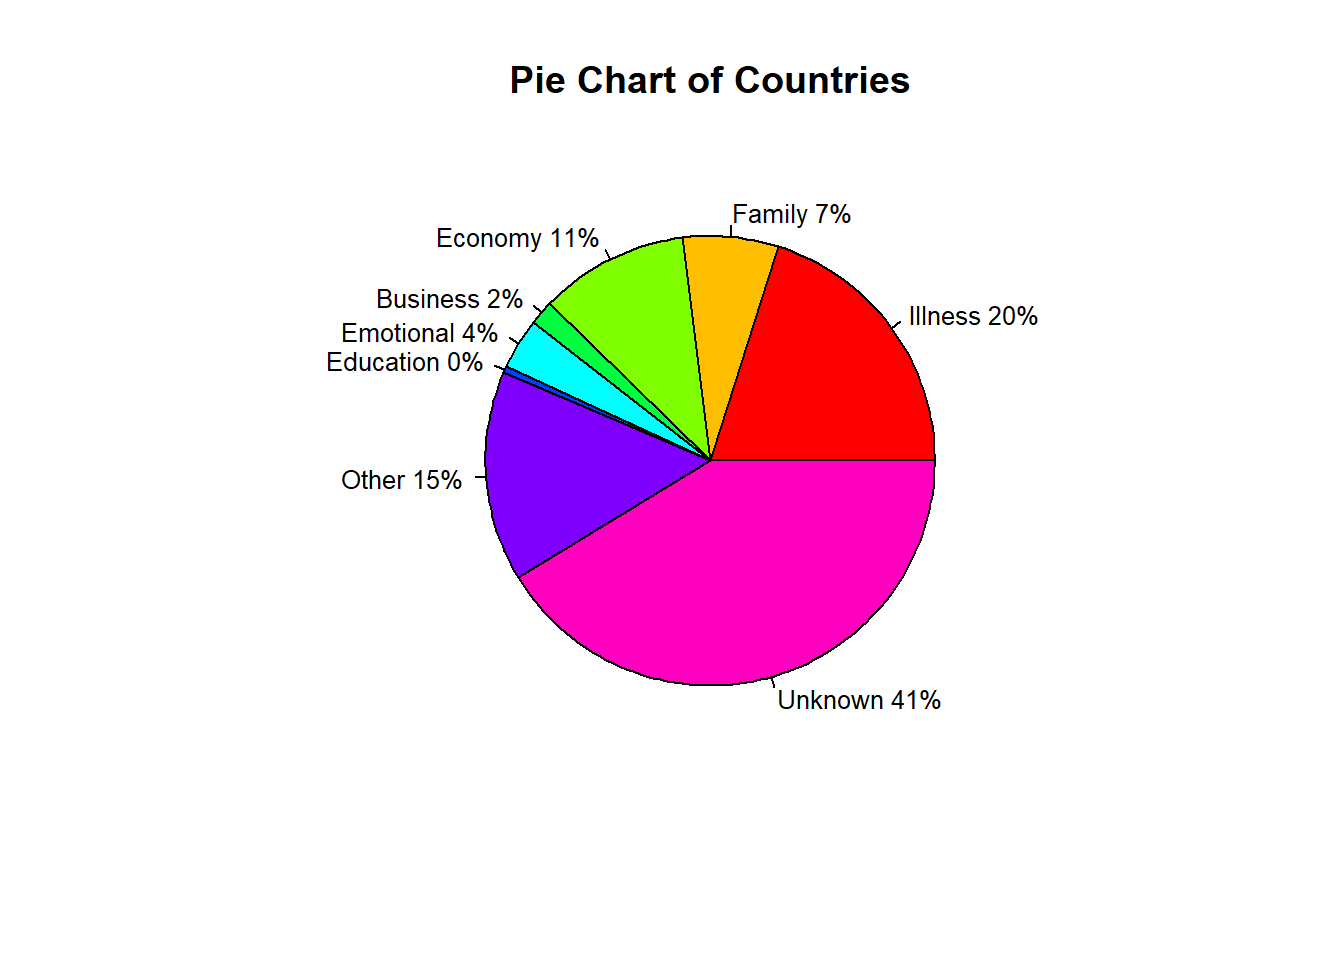 Pie Chart of Countries
Family 7%
Economy 11%
Business 2%
Illness 20%
Emotional 4%
Education 0%
Other 15%
Unknown 41%